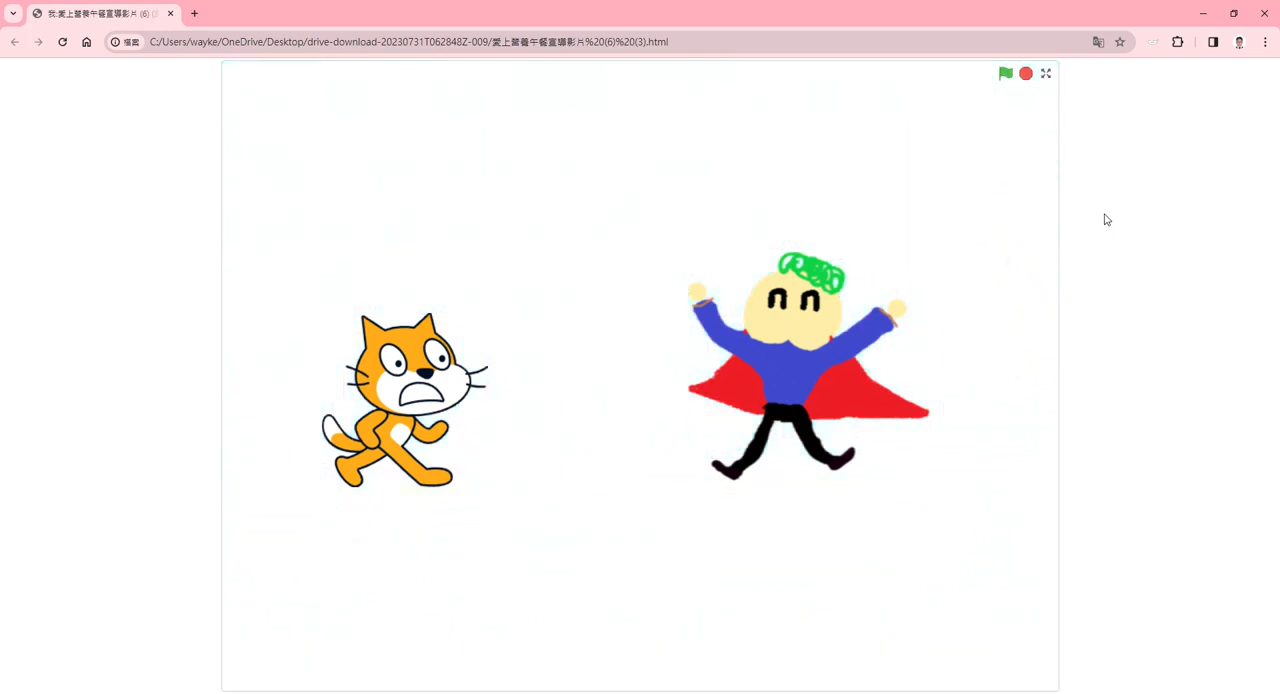 我:愛上營養午餐宣導影片 (6) (3
檔案
C:/Users/wayke/OneDrive/Desktop/drive-download-20230731T062848Z-009/愛上營養午餐宣導影片%20(6)%20(3).html